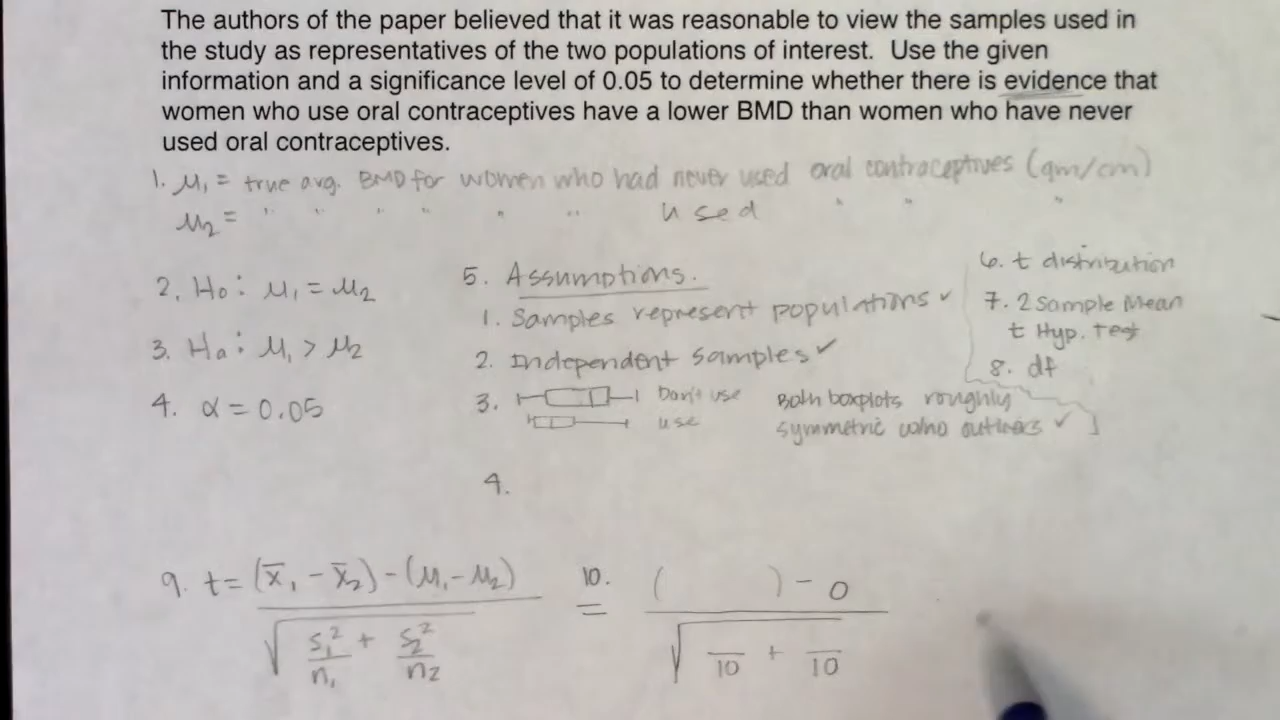 The authors of the paper believed that it was reasonable to view the samples used in
the study as representatives of the two populations of interest. Use the given
information and a significance level of 0.05 to determine whether there is evidence that
women who use oral contraceptives have a lower BMD than women who have never
used oral contraceptives.
1. μ₁ = true avg. BMD for women who had never used oral contraceptives (gm/cm)
μ₂ = " " " " " " used " " "
2. Ho: μ₁ = μ₂
3. Ha: μ₁ > μ₂
4. α = 0.05
5. Assumptions.
1. Samples represent populations ✓
2. Independent samples ✓
3. Don't use
use
Both boxplots roughly
symmetric w/no outliers ✓
4.
6. t distribution
7. 2 Sample Mean
t Hyp. Test
8. df
9. t = (x̄₁ - x̄₂) - (μ₁ - μ₂)
√ s₁²/n₁ + s₂²/n₂
10. = ( ) - 0
√ /10 + /10